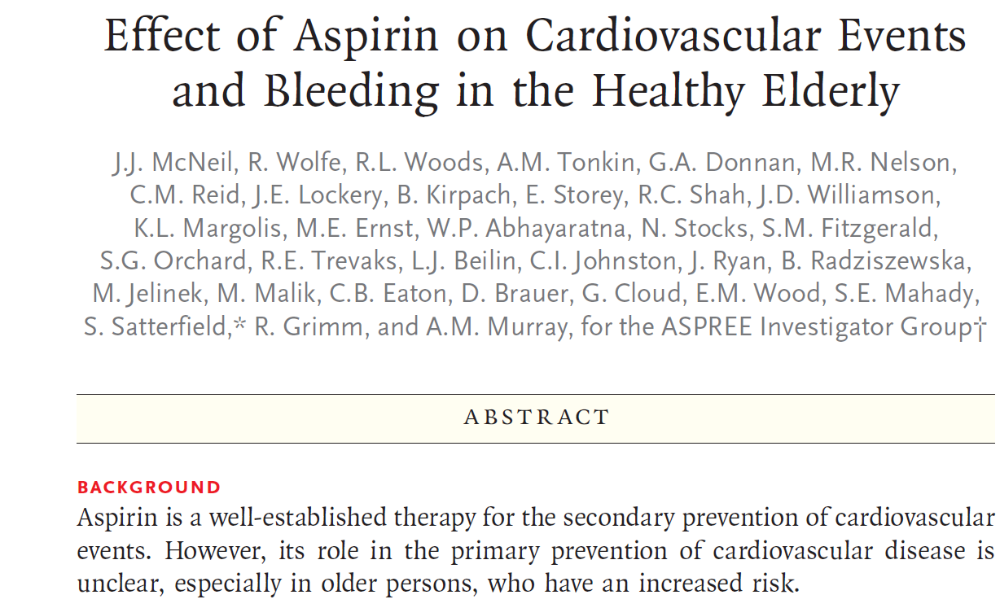 Effect of Aspirin on Cardiovascular Events
and Bleeding in the Healthy Elderly
J.J. McNeil, R. Wolfe, R.L. Woods, A.M. Tonkin, G.A. Donnan, M.R. Nelson,
C.M. Reid, J.E. Lockery, B. Kirpach, E. Storey, R.C. Shah, J.D. Williamson,
K.L. Margolis, M.E. Ernst, W.P. Abhayaratna, N. Stocks, S.M. Fitzgerald,
S.G. Orchard, R.E. Trevaks, L.J. Beilin, C.I. Johnston, J. Ryan, B. Radziszewska,
M. Jelinek, M. Malik, C.B. Eaton, D. Brauer, G. Cloud, E.M. Wood, S.E. Mahady,
S. Satterfield,* R. Grimm, and A.M. Murray, for the ASPREE Investigator Group†
ABSTRACT
BACKGROUND
Aspirin is a well-established therapy for the secondary prevention of cardiovascular
events. However, its role in the primary prevention of cardiovascular disease is
unclear, especially in older persons, who have an increased risk.